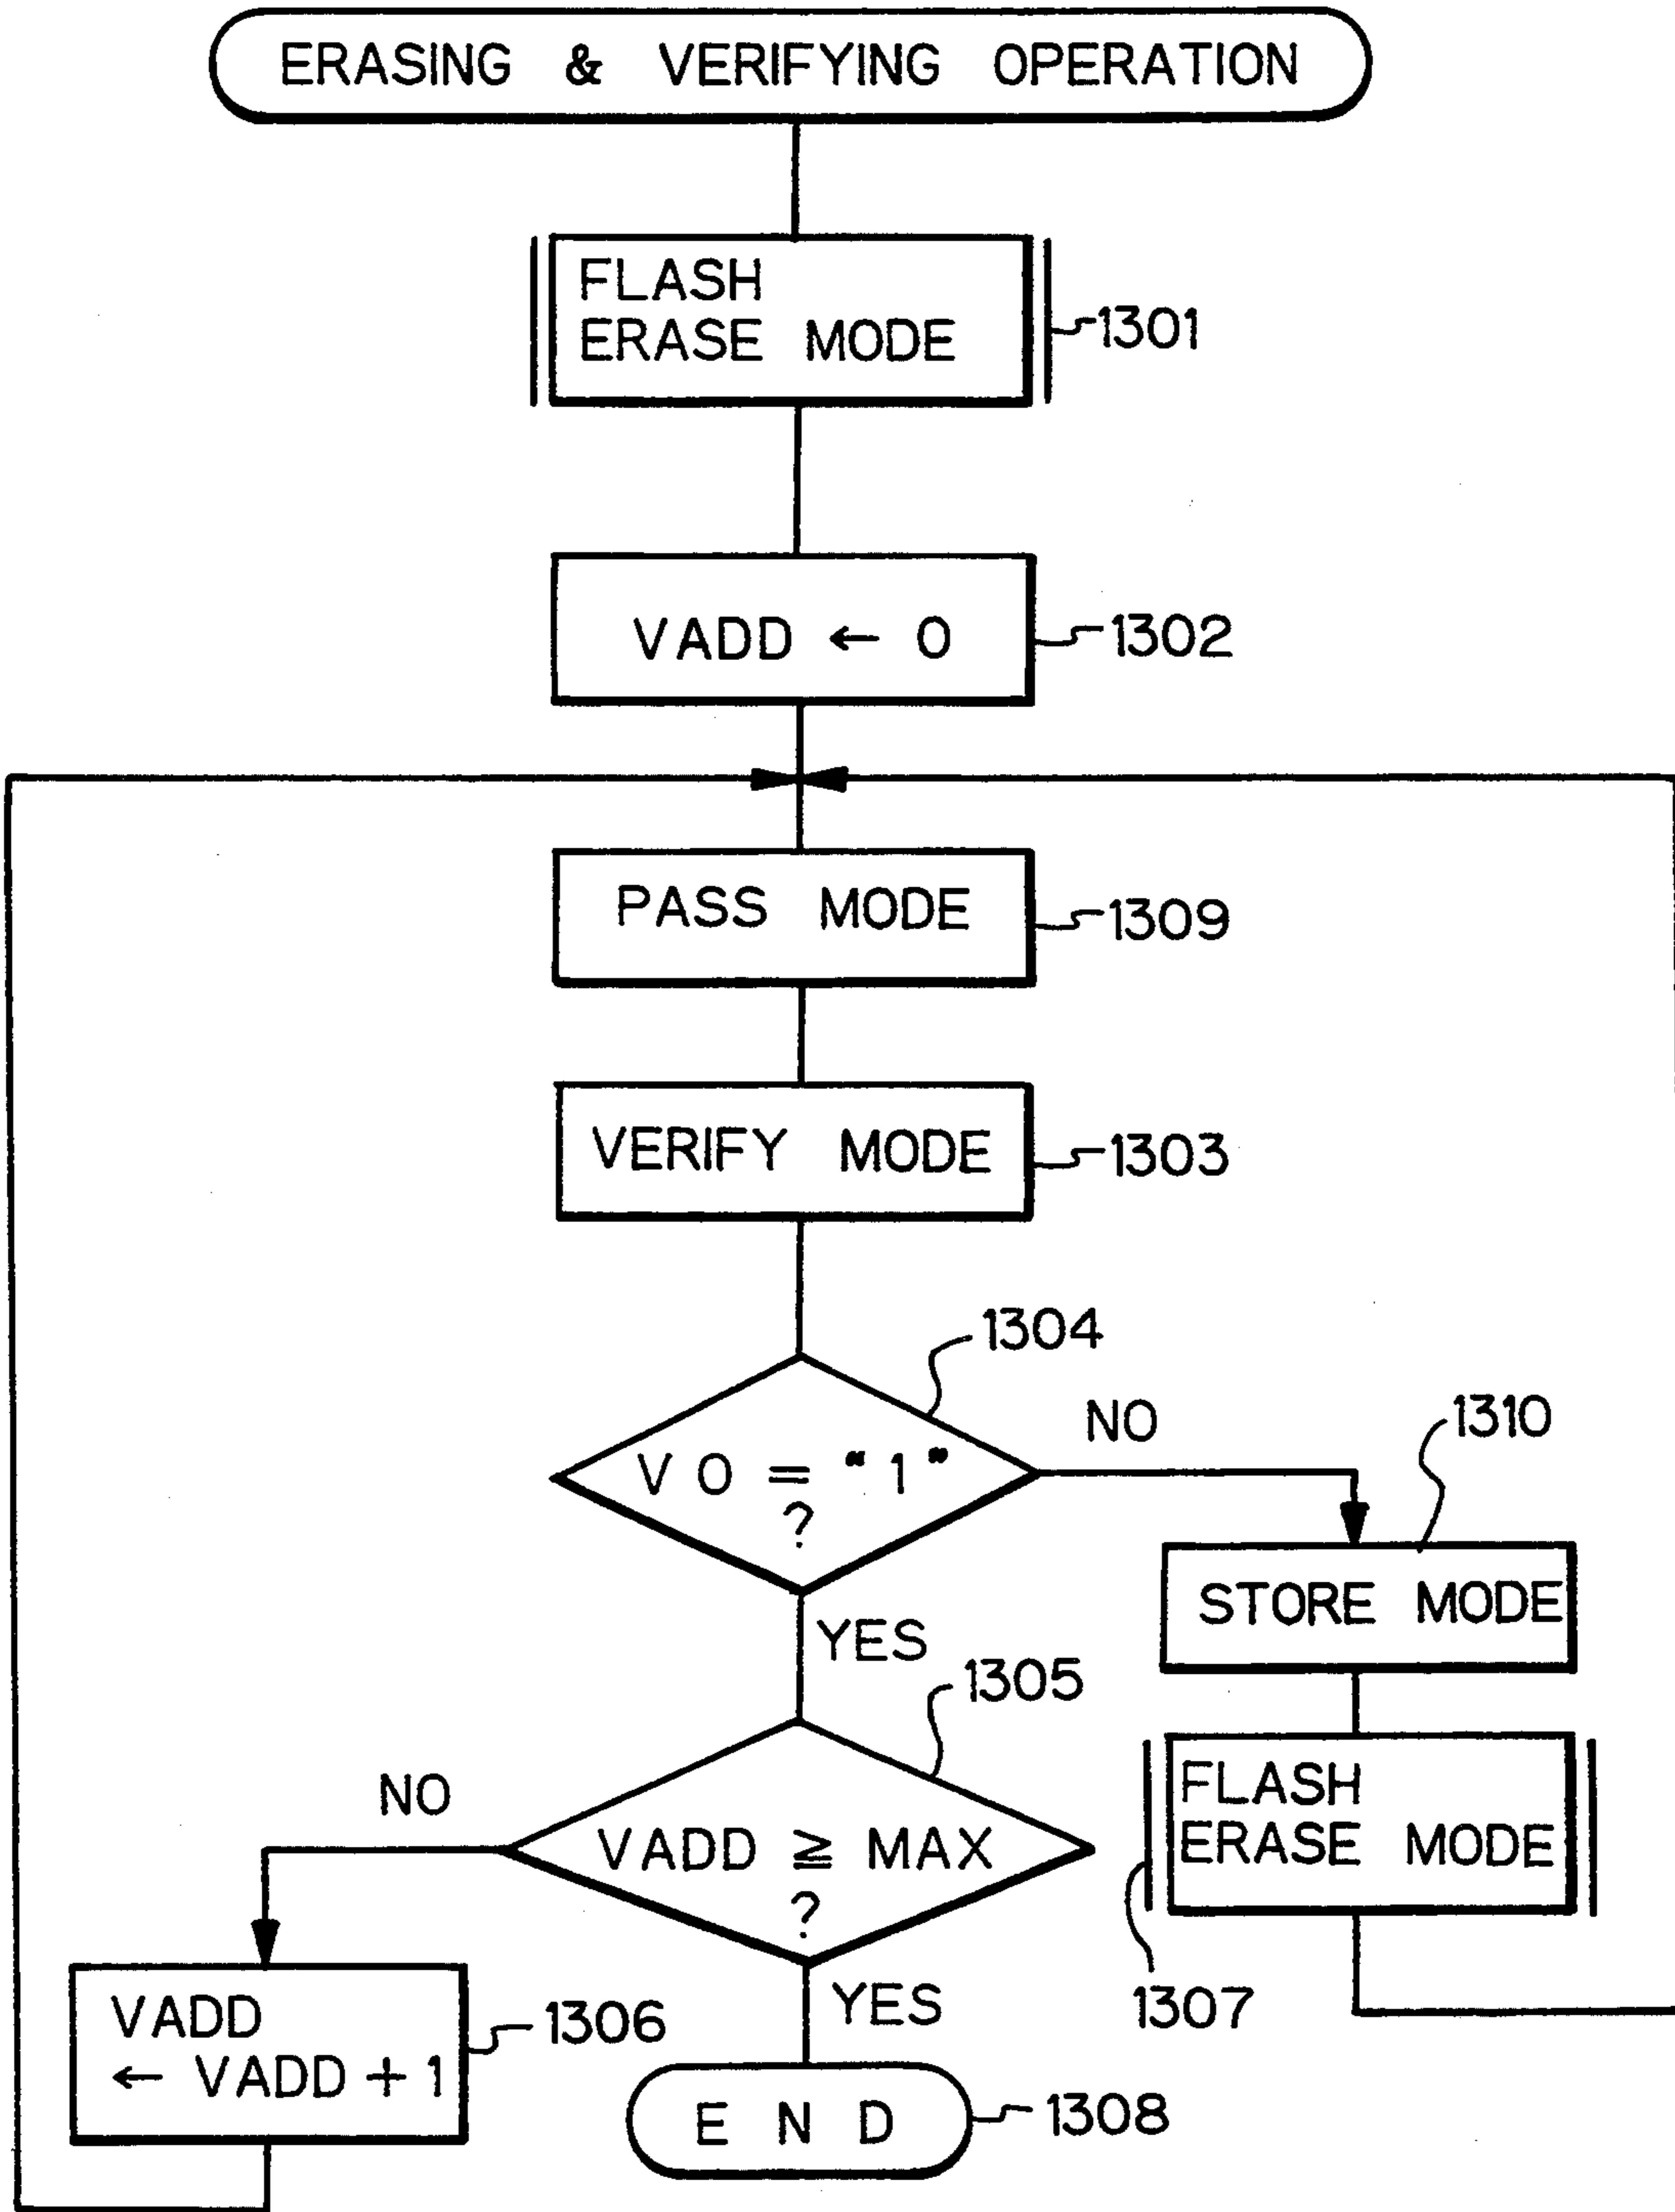 ERASING & VERIFYING OPERATION
FLASH
ERASE MODE
1301
VADD ← 0
1302
PASS MODE
1309
VERIFY MODE
1303
1304
VO = "1"
?
NO
1310
STORE MODE
YES
1305
FLASH
ERASE MODE
1307
NO
VADD ≧ MAX
?
VADD
← VADD + 1
1306
YES
END
1308